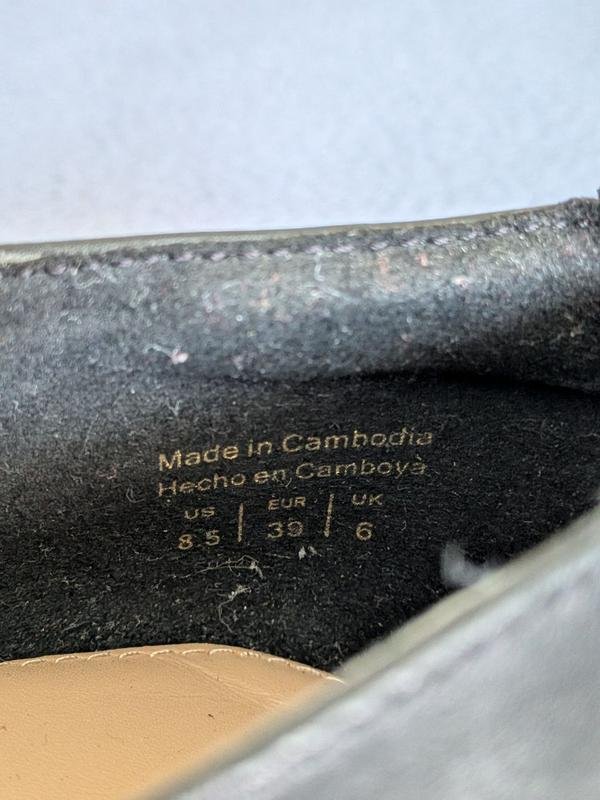 Made in Cambodia
Hecho en Camboya
US | EUR | UK
8.5 | 39 | 6